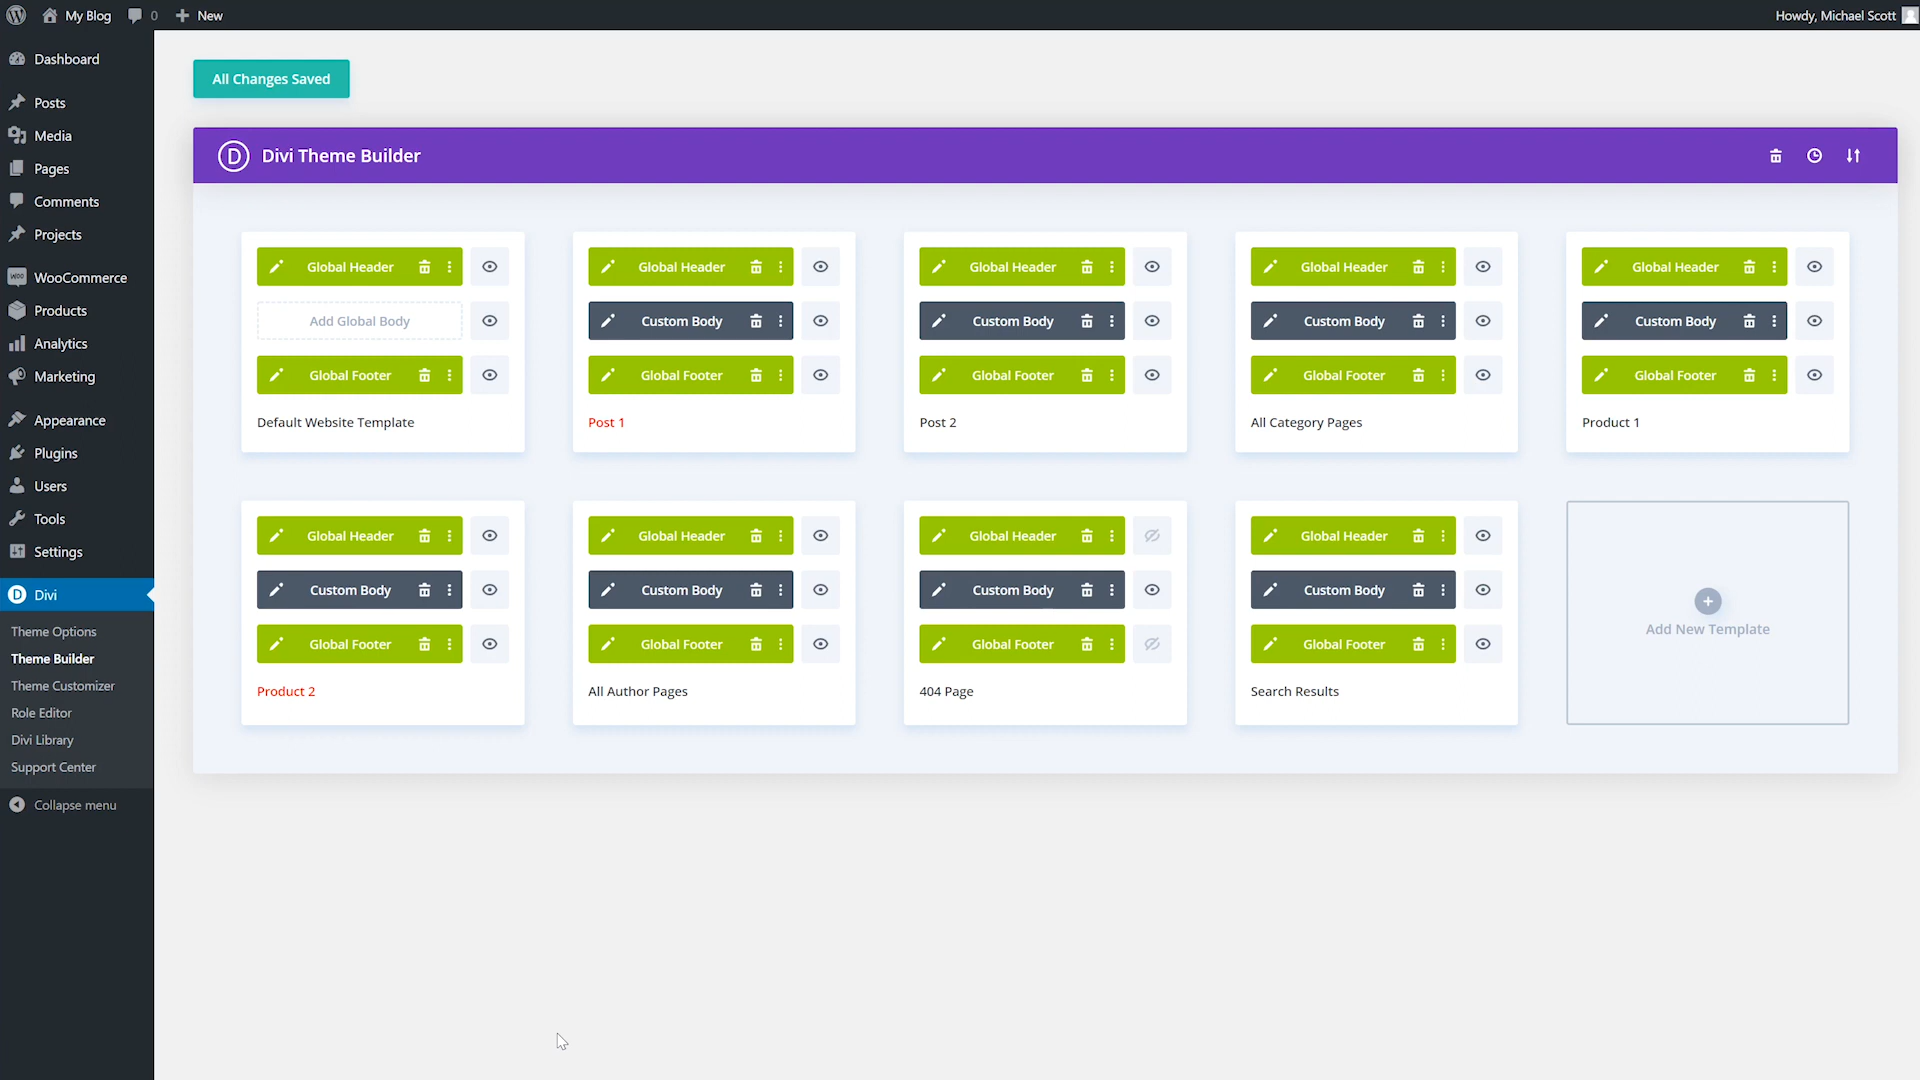 My Blog 0 New Howdy, Michael Scott
Dashboard
Posts
Media
Pages
Comments
Projects
WooCommerce
Products
Analytics
Marketing
Appearance
Plugins
Users
Tools
Settings
Divi
Theme Options
Theme Builder
Theme Customizer
Role Editor
Divi Library
Support Center
Collapse menu
All Changes Saved
D Divi Theme Builder
Global Header
Add Global Body
Global Footer
Default Website Template
Global Header
Custom Body
Global Footer
Post 1
Global Header
Custom Body
Global Footer
Post 2
Global Header
Custom Body
Global Footer
All Category Pages
Global Header
Custom Body
Global Footer
Product 1
Global Header
Custom Body
Global Footer
Product 2
Global Header
Custom Body
Global Footer
All Author Pages
Global Header
Custom Body
Global Footer
404 Page
Global Header
Custom Body
Global Footer
Search Results
Add New Template